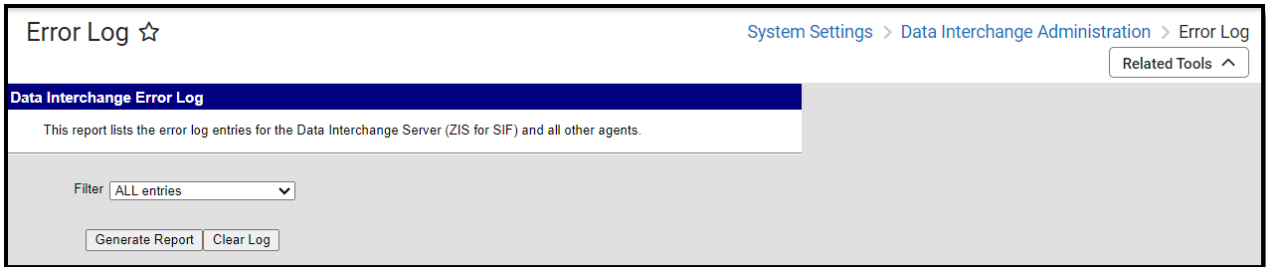 Error Log ☆
System Settings > Data Interchange Administration > Error Log
Related Tools
Data Interchange Error Log
This report lists the error log entries for the Data Interchange Server (ZIS for SIF) and all other agents.
Filter ALL entries
Generate Report Clear Log